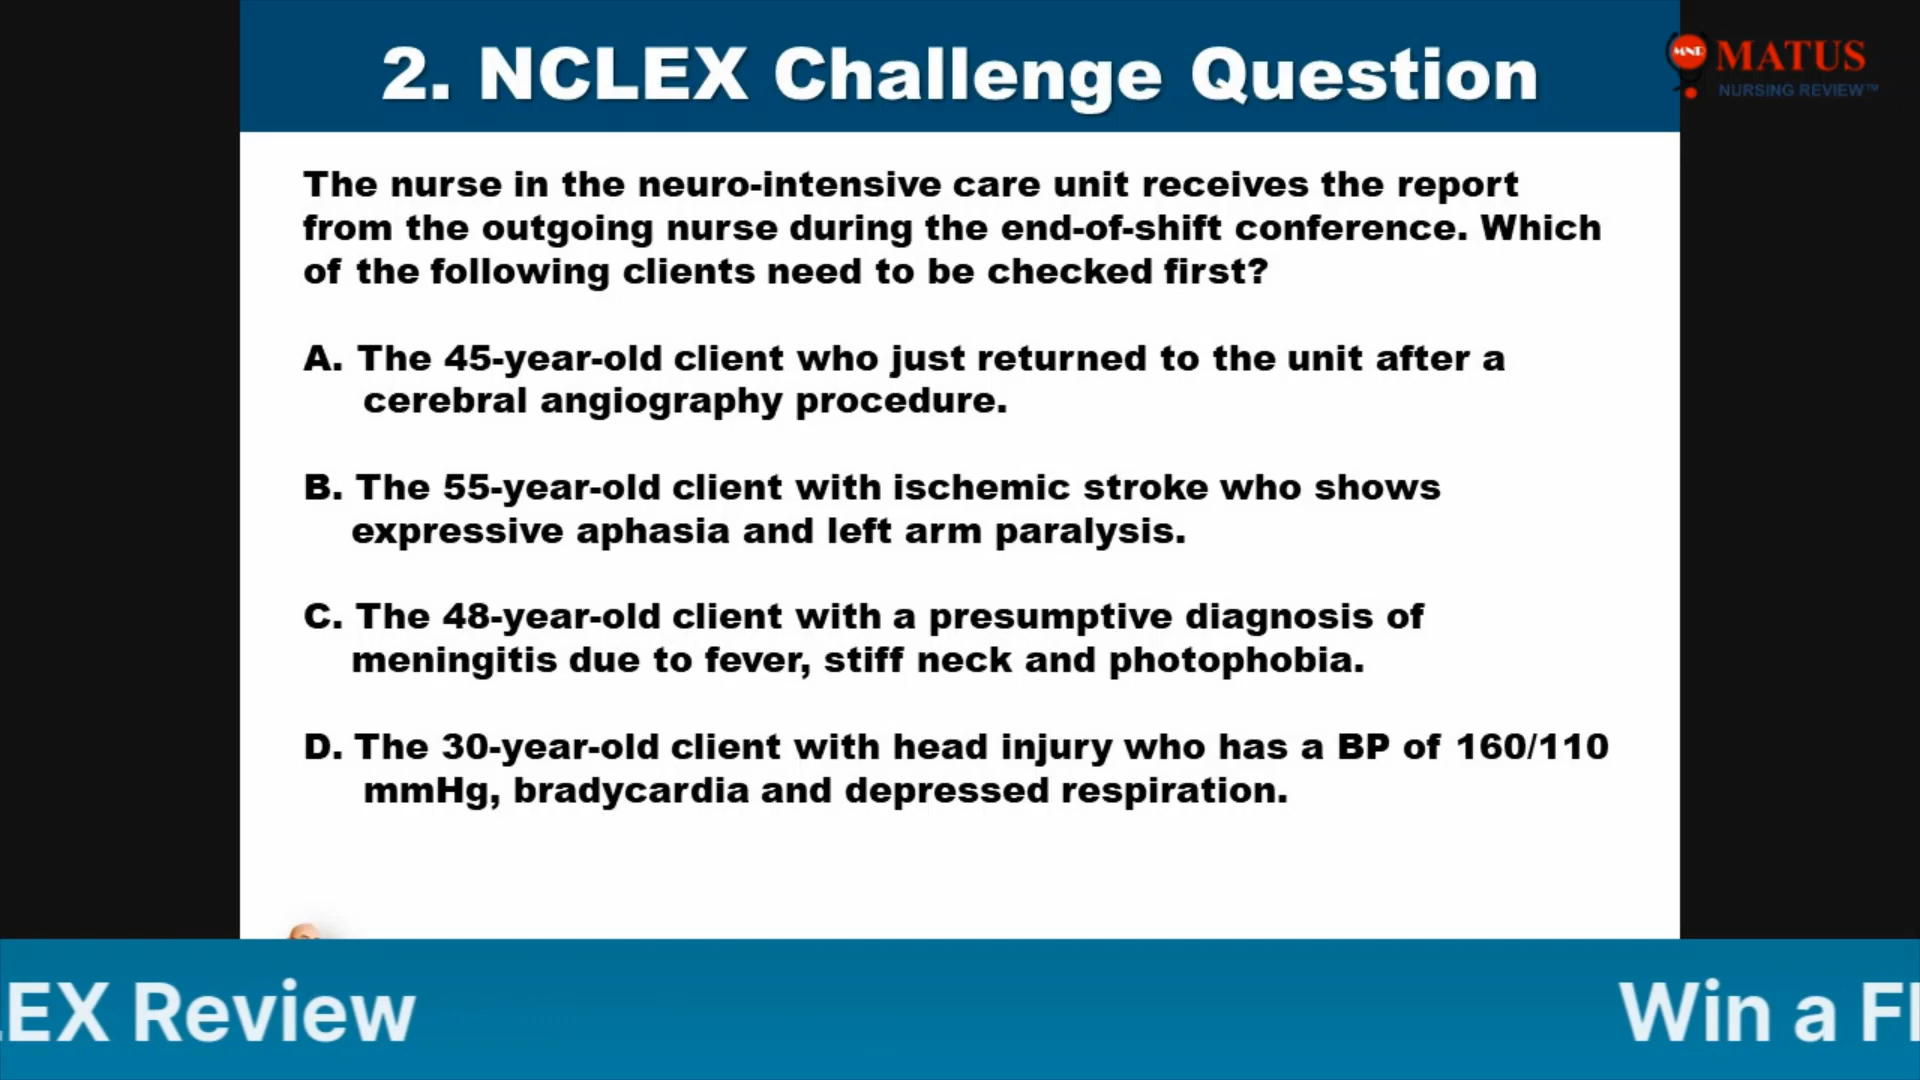 2. NCLEX Challenge Question
MNR MATUS
NURSING REVIEW™
The nurse in the neuro-intensive care unit receives the report
from the outgoing nurse during the end-of-shift conference. Which
of the following clients need to be checked first?
A. The 45-year-old client who just returned to the unit after a
cerebral angiography procedure.
B. The 55-year-old client with ischemic stroke who shows
expressive aphasia and left arm paralysis.
C. The 48-year-old client with a presumptive diagnosis of
meningitis due to fever, stiff neck and photophobia.
D. The 30-year-old client with head injury who has a BP of 160/110
mmHg, bradycardia and depressed respiration.
LEX Review
Win a